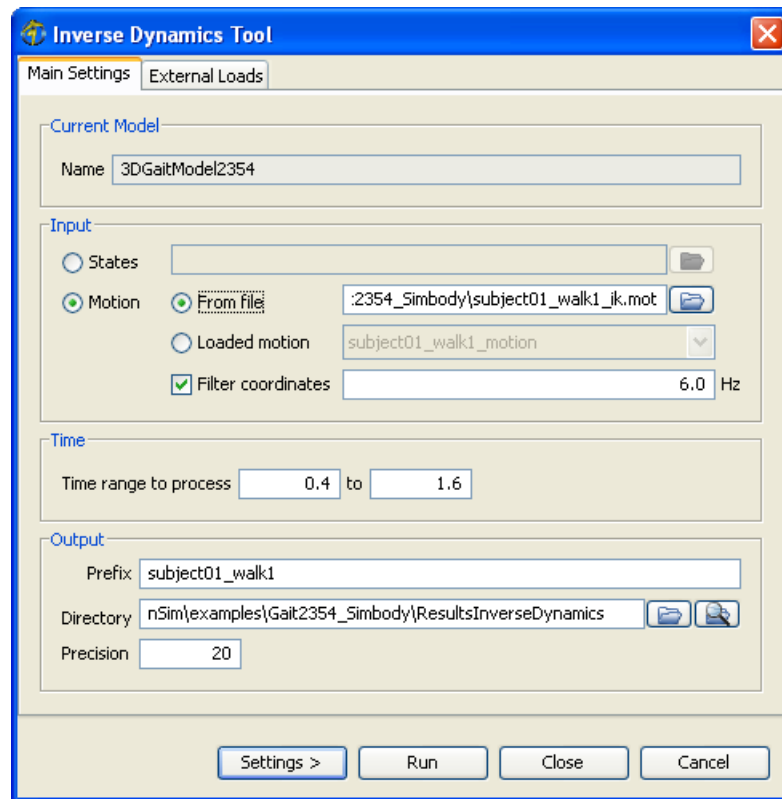 Inverse Dynamics Tool
Main Settings External Loads
Current Model
Name 3DGaitModel2354
Input
States
Motion From file :2354_Simbody\subject01_walk1_ik.mot
Loaded motion subject01_walk1_motion
Filter coordinates 6.0 Hz
Time
Time range to process 0.4 to 1.6
Output
Prefix subject01_walk1
Directory nSim\examples\Gait2354_Simbody\ResultsInverseDynamics
Precision 20
Settings > Run Close Cancel